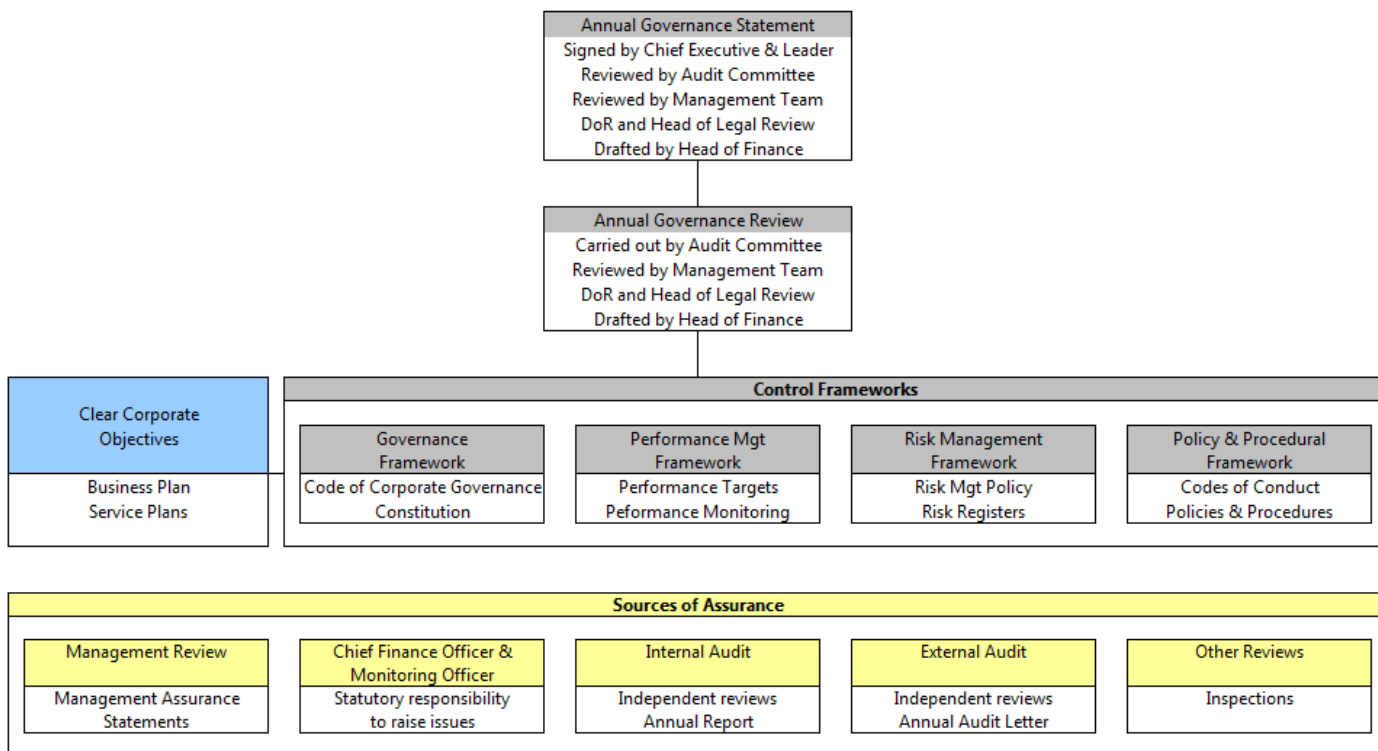 Annual Governance Statement
Signed by Chief Executive & Leader
Reviewed by Audit Committee
Reviewed by Management Team
DoR and Head of Legal Review
Drafted by Head of Finance
Annual Governance Review
Carried out by Audit Committee
Reviewed by Management Team
DoR and Head of Legal Review
Drafted by Head of Finance
Clear Corporate
Objectives
Business Plan
Service Plans
Control Frameworks
Governance
Framework
Code of Corporate Governance
Constitution
Performance Mgt
Framework
Performance Targets
Peformance Monitoring
Risk Management
Framework
Risk Mgt Policy
Risk Registers
Policy & Procedural
Framework
Codes of Conduct
Policies & Procedures
Sources of Assurance
Management Review
Management Assurance
Statements
Chief Finance Officer &
Monitoring Officer
Statutory responsibility
to raise issues
Internal Audit
Independent reviews
Annual Report
External Audit
Independent reviews
Annual Audit Letter
Other Reviews
Inspections